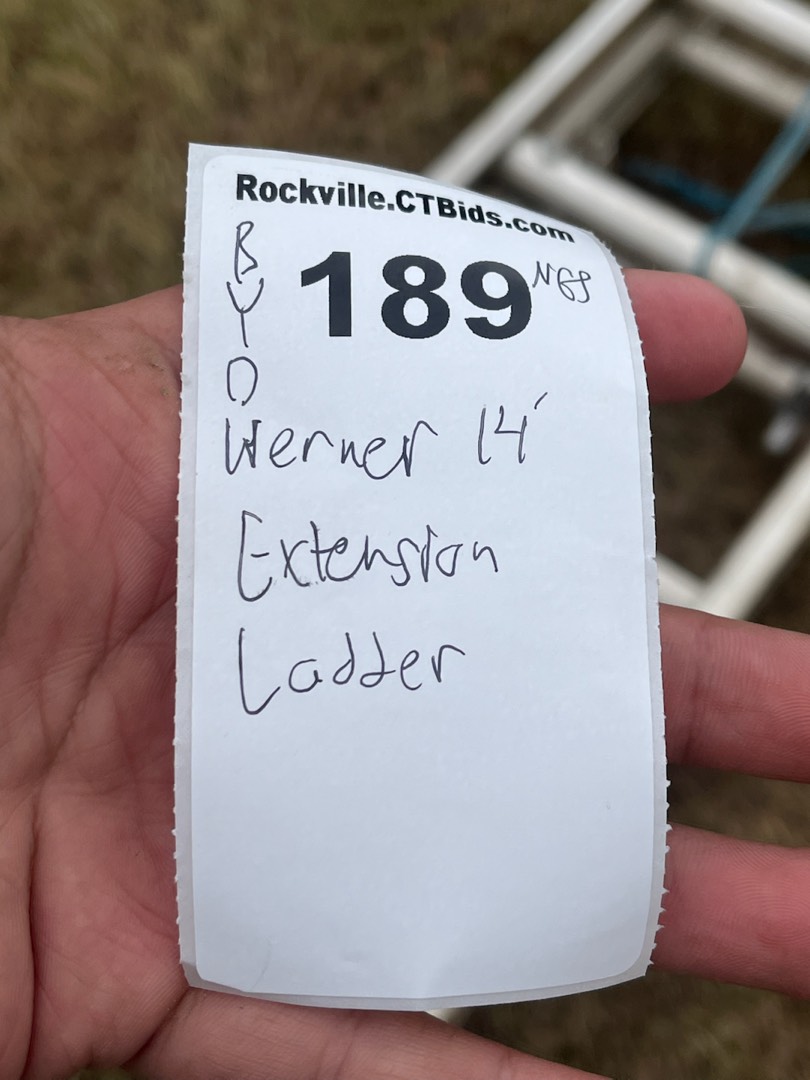 Rockville.CTBids.com
B
Y
O
189
Werner 14'
Extension
Ladder